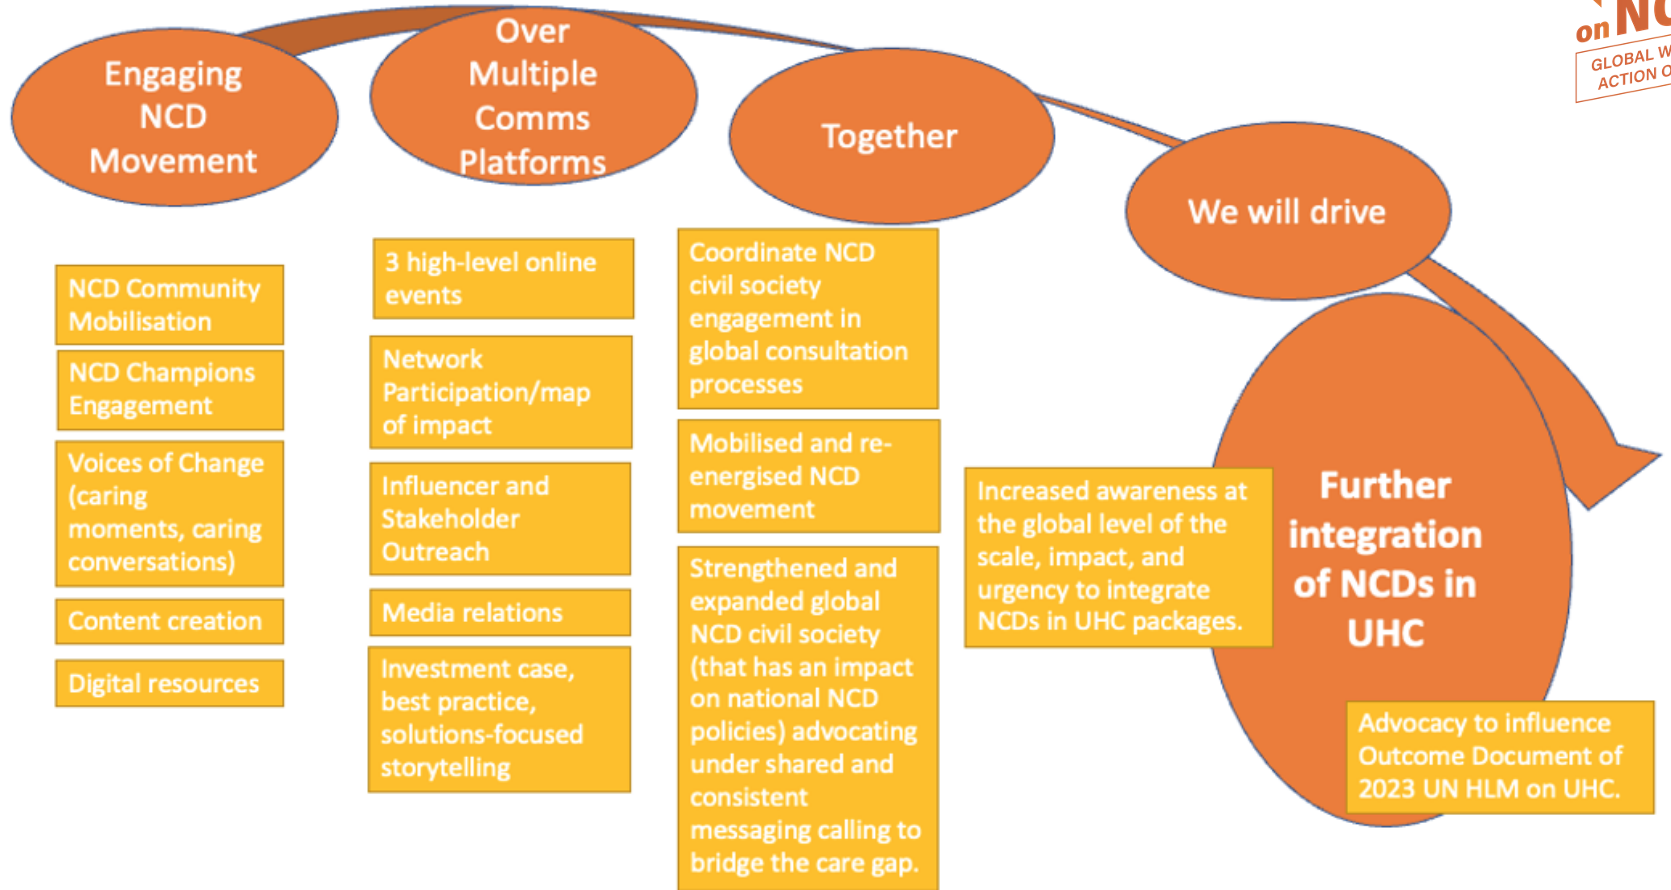 Engaging
NCD
Movement
Over
Multiple
Comms
Platforms
Together
We will drive
on
GLOBAL
ACTION
NCD Community
Mobilisation
NCD Champions
Engagement
Voices of Change
(caring
moments, caring
conversations)
Content creation
Digital resources
3 high-level online
events
Network
Participation/map
of impact
Influencer and
Stakeholder
Outreach
Media relations
Investment case,
best practice,
solutions-focused
storytelling
Coordinate NCD
civil society
engagement in
global consultation
processes
Mobilised and re-
energised NCD
movement
Strengthened and
expanded global
NCD civil society
(that has an impact
on national NCD
policies) advocating
under shared and
consistent
messaging calling to
bridge the care gap.
Increased awareness at
the global level of the
scale, impact, and
urgency to integrate
NCDs in UHC packages.
Further
integration
of NCDs in
UHC
Advocacy to influence
Outcome Document of
2023 UN HLM on UHC.